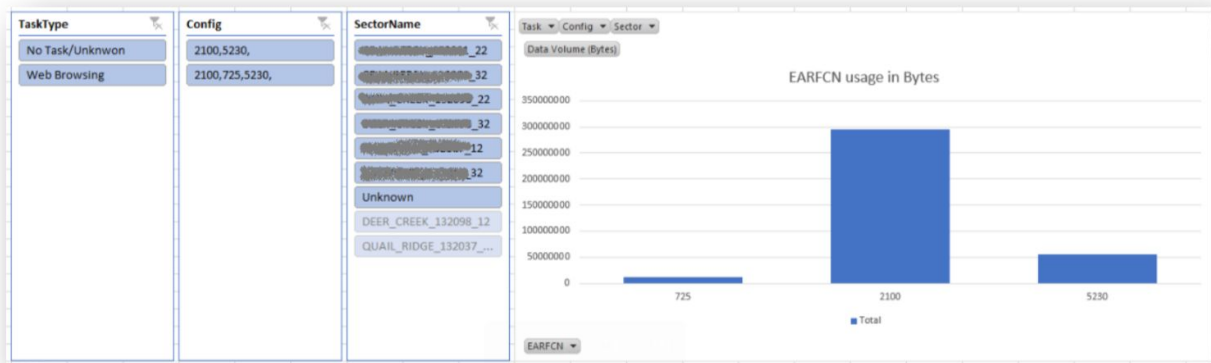 TaskType
No Task/Unknwon
Web Browsing
Config
2100,5230,
2100,725,5230,
SectorName
_22
_32
_22
_32
_12
_32
Unknown
DEER_CREEK_132098_12
QUAIL_RIDGE_132037_...
Task Config Sector
Data Volume (Bytes)
EARFCN usage in Bytes
350000000
300000000
250000000
200000000
150000000
100000000
50000000
0
725 2100 5230
Total
EARFCN